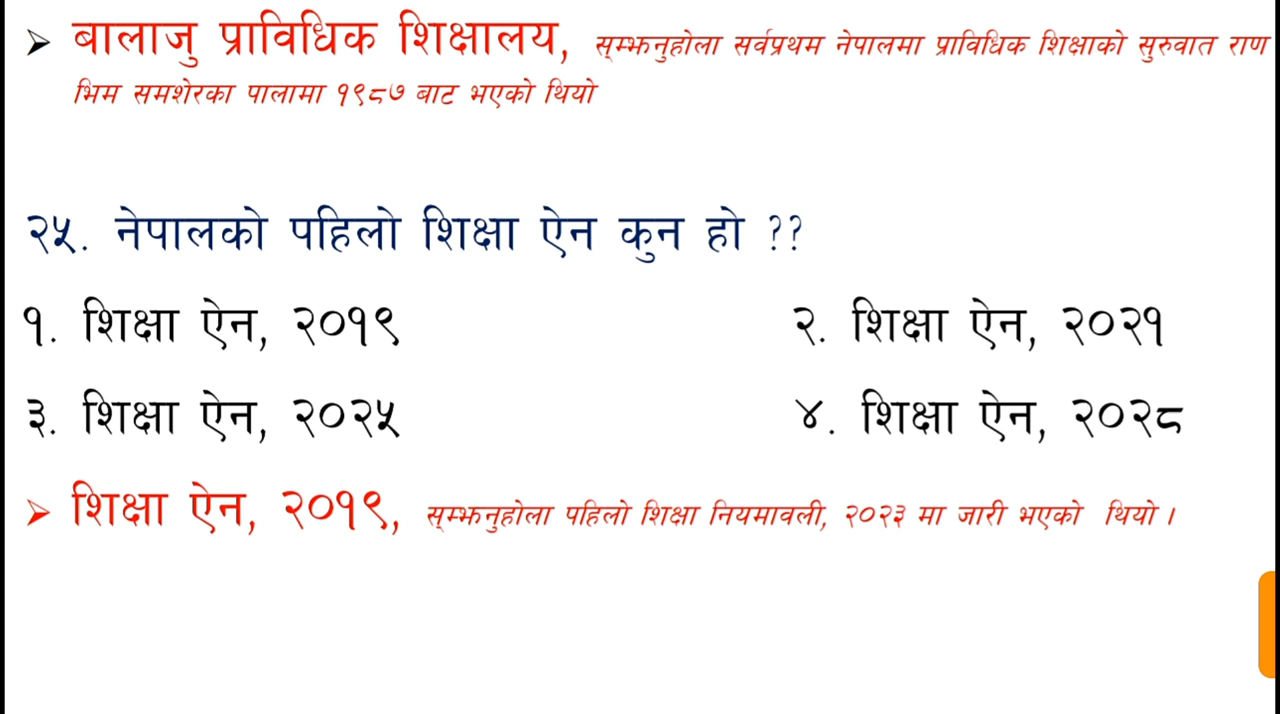 ➤ बालाजु प्राविधिक शिक्षालय, सम्झनुहोला सर्वप्रथम नेपालमा प्राविधिक शिक्षाको सुरुवात राण
भिम समशेरका पालामा १९८७ बाट भएको थियो
२५. नेपालको पहिलो शिक्षा ऐन कुन हो ??
१. शिक्षा ऐन, २०१९ २. शिक्षा ऐन, २०२१
३. शिक्षा ऐन, २०२५ ४. शिक्षा ऐन, २०२८
➤ शिक्षा ऐन, २०१९, सम्झनुहोला पहिलो शिक्षा नियमावली, २०२३ मा जारी भएको थियो ।